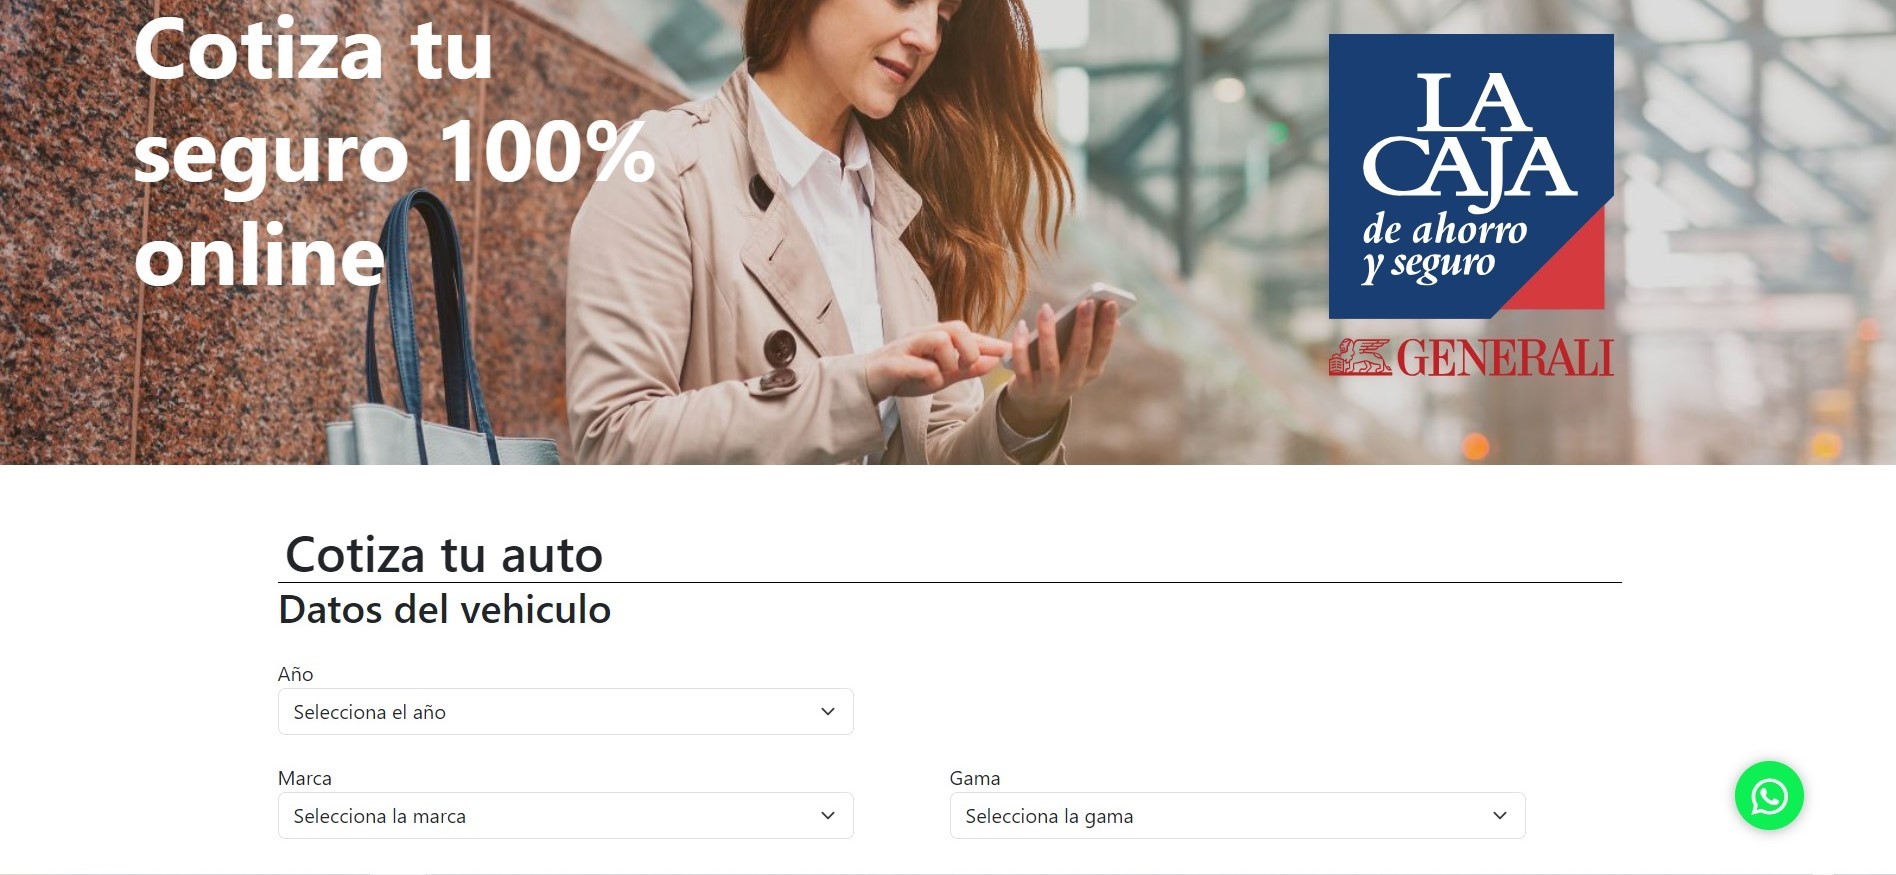 Cotiza tu
seguro 100%
online
LA
CAJA
de ahorro
y seguro
GENERALI
Cotiza tu auto
Datos del vehiculo
Año
Selecciona el año
Marca
Selecciona la marca
Gama
Selecciona la gama